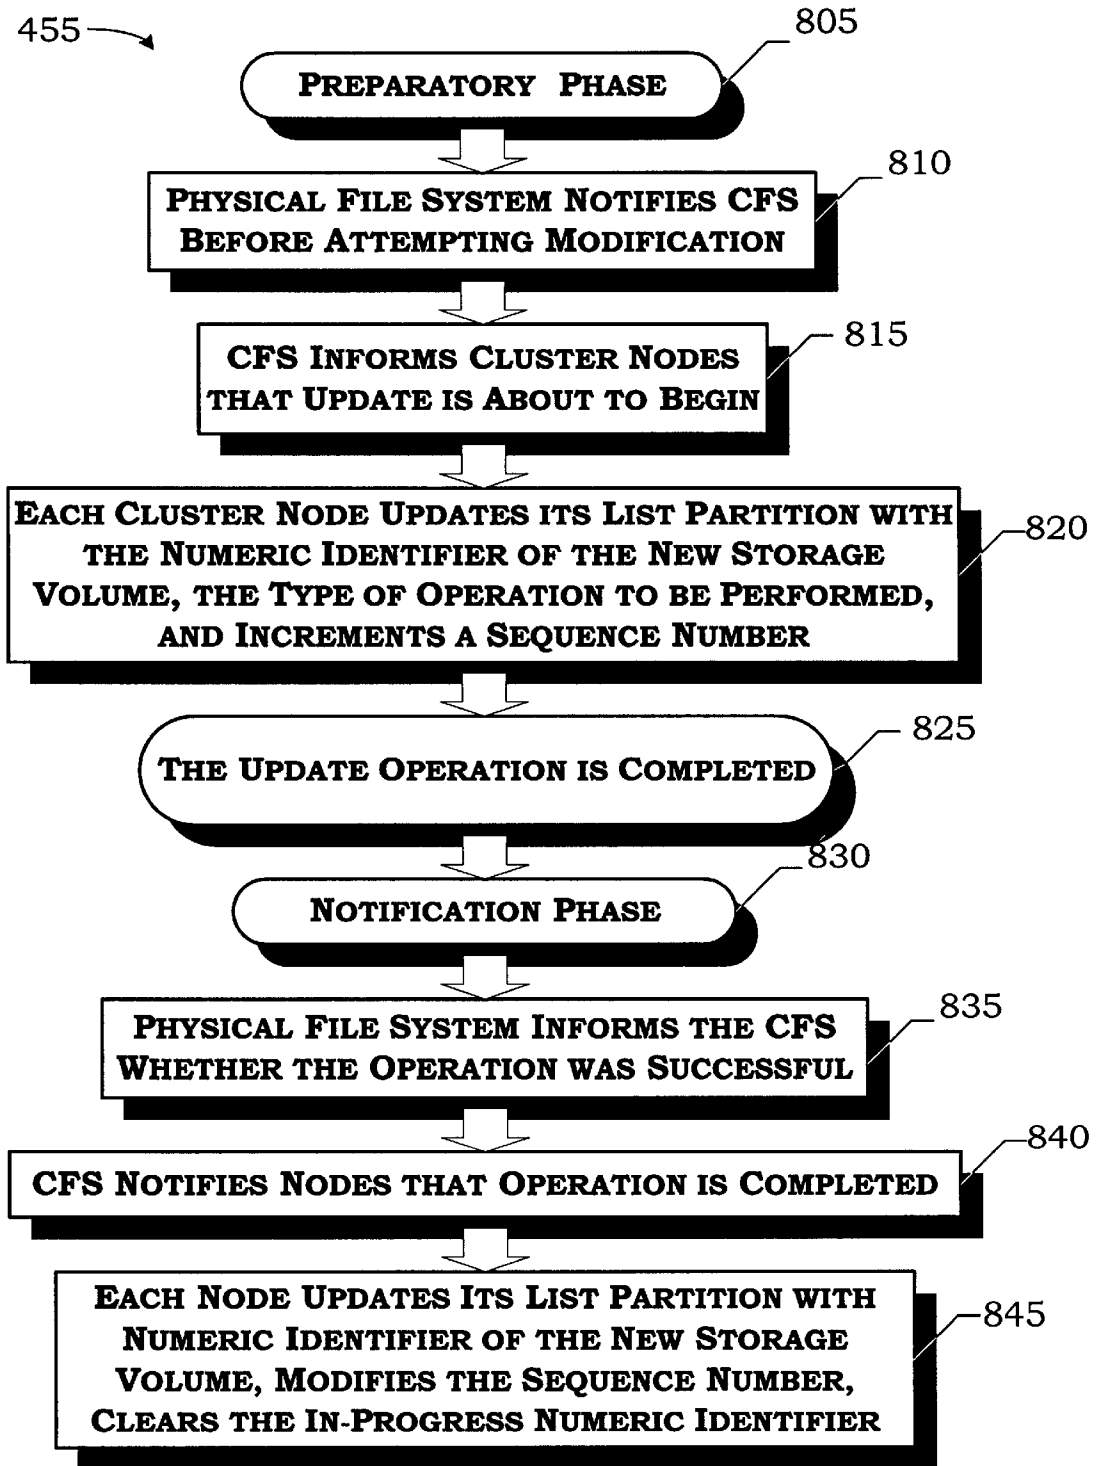 455
805
PREPARATORY PHASE
810
PHYSICAL FILE SYSTEM NOTIFIES CFS
BEFORE ATTEMPTING MODIFICATION
815
CFS INFORMS CLUSTER NODES
THAT UPDATE IS ABOUT TO BEGIN
EACH CLUSTER NODE UPDATES ITS LIST PARTITION WITH
820
THE NUMERIC IDENTIFIER OF THE NEW STORAGE
VOLUME, THE TYPE OF OPERATION TO BE PERFORMED,
AND INCREMENTS A SEQUENCE NUMBER
825
THE UPDATE OPERATION IS COMPLETED
830
NOTIFICATION PHASE
835
PHYSICAL FILE SYSTEM INFORMS THE CFS
WHETHER THE OPERATION WAS SUCCESSFUL
840
CFS NOTIFIES NODES THAT OPERATION IS COMPLETED
EACH NODE UPDATES ITS LIST PARTITION WITH
845
NUMERIC IDENTIFIER OF THE NEW STORAGE
VOLUME, MODIFIES THE SEQUENCE NUMBER,
CLEARS THE IN-PROGRESS NUMERIC IDENTIFIER